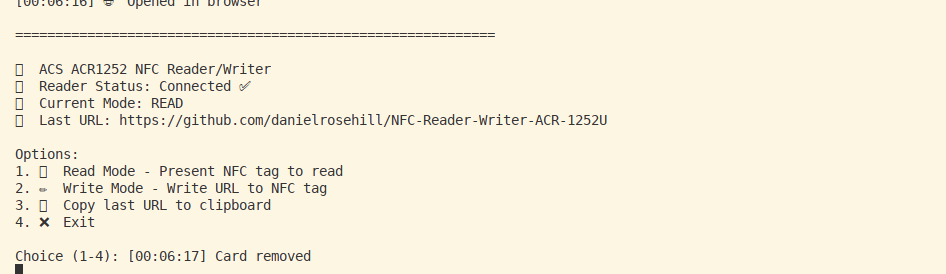 [00:06:16] Opened in browser
============================================================
ACS ACR1252 NFC Reader/Writer
Reader Status: Connected ✅
Current Mode: READ
Last URL: https://github.com/danielrosehill/NFC-Reader-Writer-ACR-1252U
Options:
1. Read Mode - Present NFC tag to read
2. ✏ Write Mode - Write URL to NFC tag
3. Copy last URL to clipboard
4. ❌ Exit
Choice (1-4): [00:06:17] Card removed